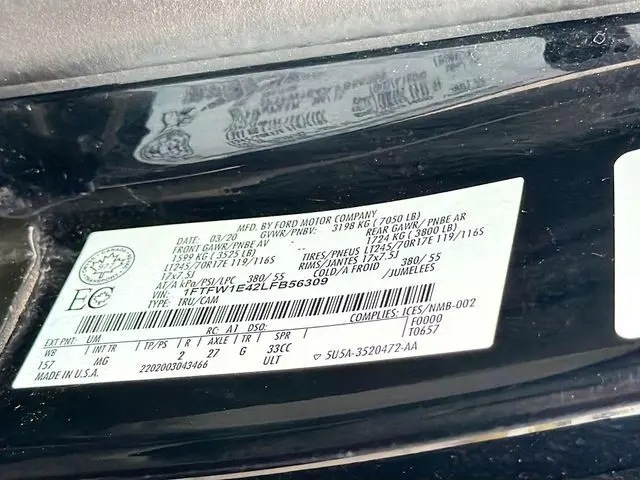 MFD. BY FORD MOTOR COMPANY
DATE: 03/20 GVWR/PNBV: 3198 KG ( 7050 LB)
FRONT GAWR/PNBE AV REAR GAWR/PNBE AR
1599 KG ( 3525 LB) 1724 KG ( 3800 LB)
LT245/70R17E 119/116S TIRES/PNEUS LT245/70R17E 119/116S
17x7.5J RIMS/JANTES 17x7.5J
AT/A kPa/PSI/LPC 380/ 55 COLD/A FROID 380/ 55
VIN: 1FTFW1E42LFB56309 /JUMELEES
TYPE: TRU/CAM
COMPLIES: ICES/NMB-002
EXT PNT: UM RC: A1 DSO: F0000
WB INT TR TP/PS R AXLE TR SPR T0657
157 MG 2 27 G 33CC
ULT
MADE IN U.S.A. 2202003043466 5U5A-3520472-AA
EC